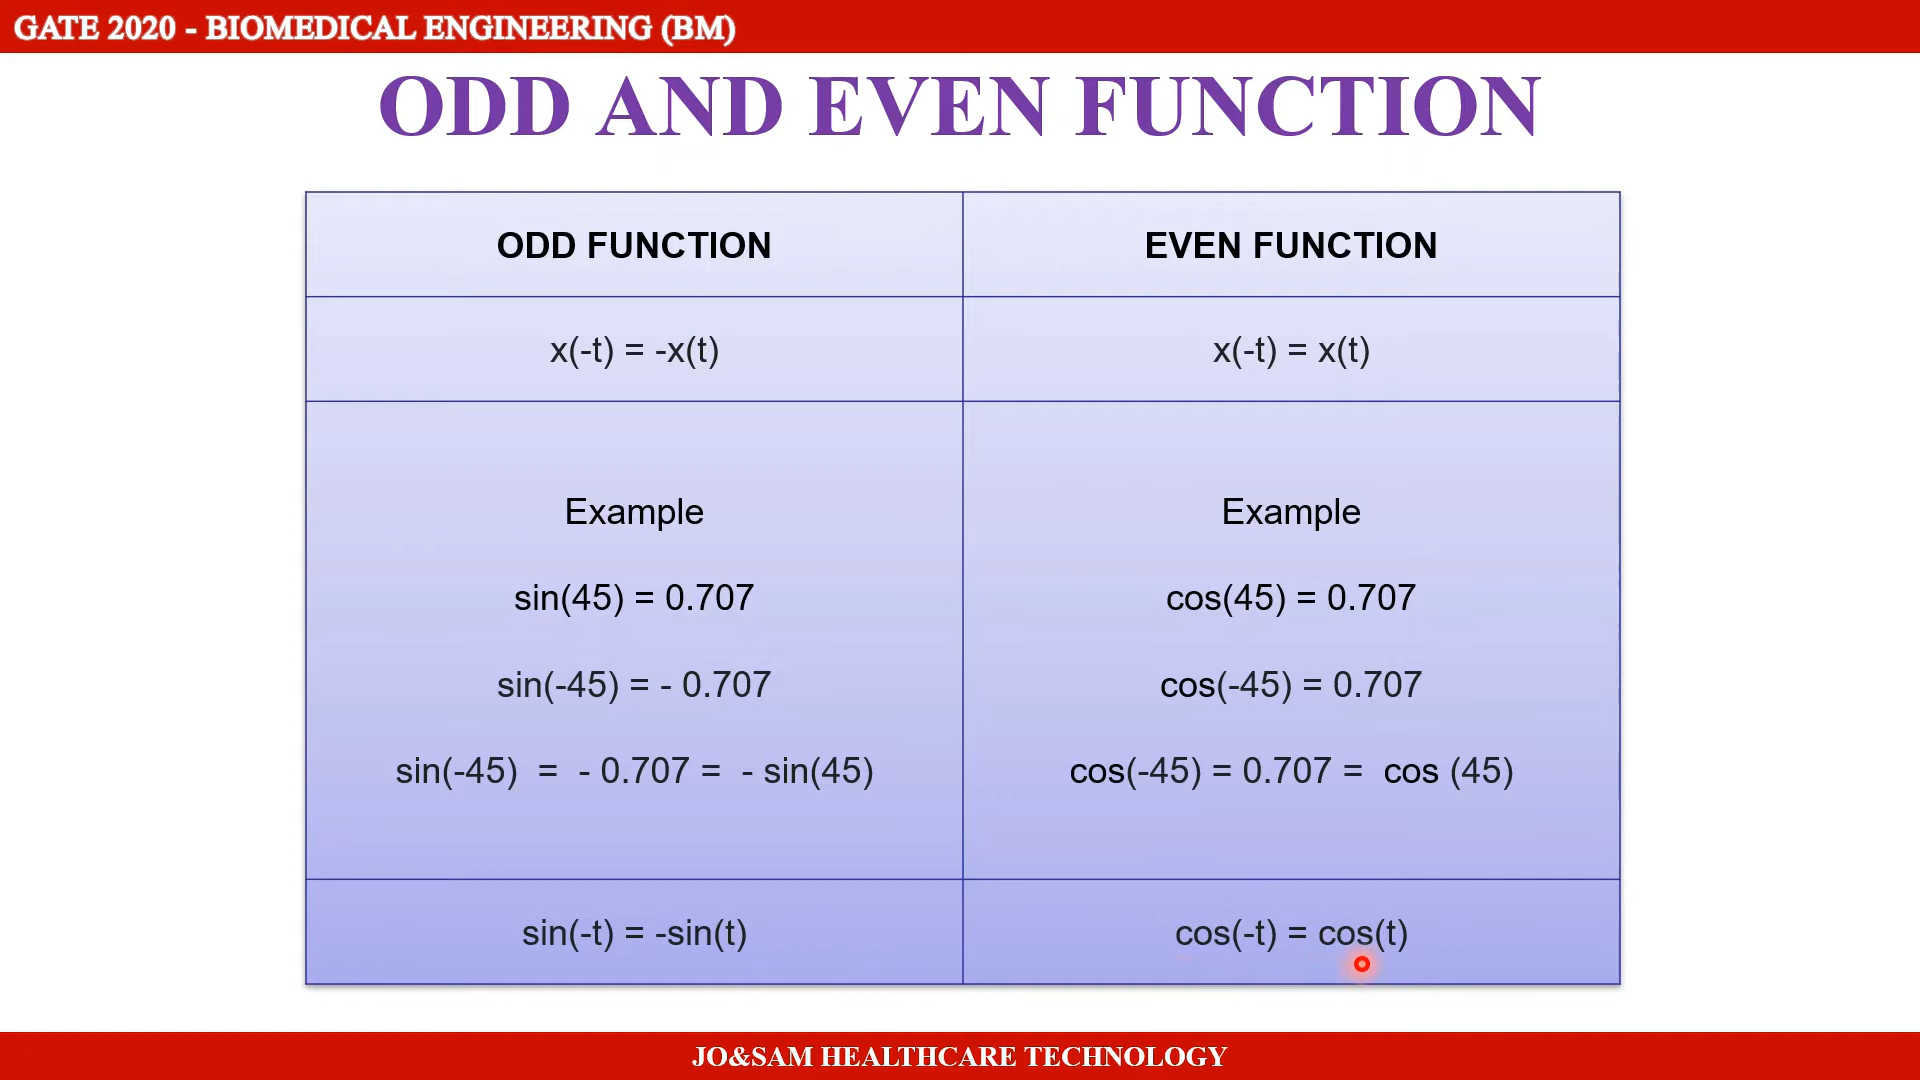 GATE 2020 - BIOMEDICAL ENGINEERING (BM)
ODD AND EVEN FUNCTION
ODD FUNCTION
EVEN FUNCTION
x(-t) = -x(t)
x(-t) = x(t)
Example
sin(45) = 0.707
sin(-45) = - 0.707
sin(-45) = - 0.707 = - sin(45)
Example
cos(45) = 0.707
cos(-45) = 0.707
cos(-45) = 0.707 = cos (45)
sin(-t) = -sin(t)
cos(-t) = cos(t)
JO&SAM HEALTHCARE TECHNOLOGY